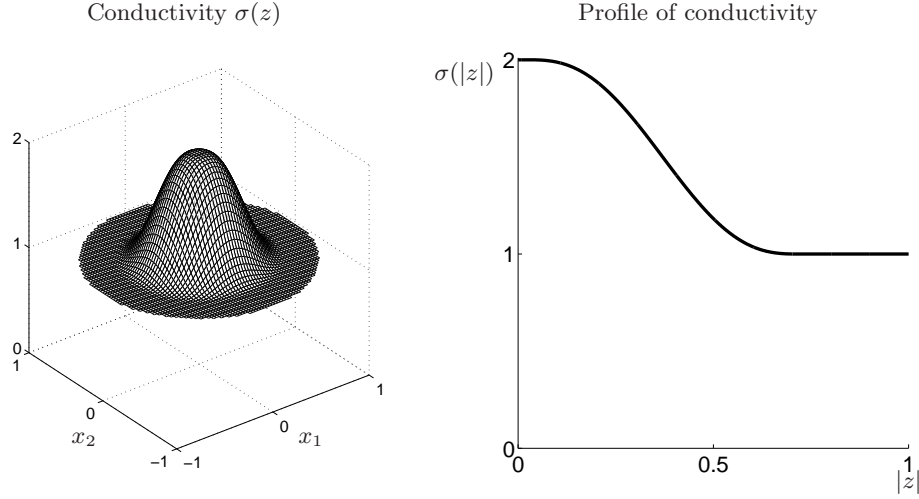 Conductivity σ(z)
2
1
0
1
0
−1
−1
0
1
x₂
x₁
Profile of conductivity
σ(|z|)
2
1
0
0
0.5
1
|z|